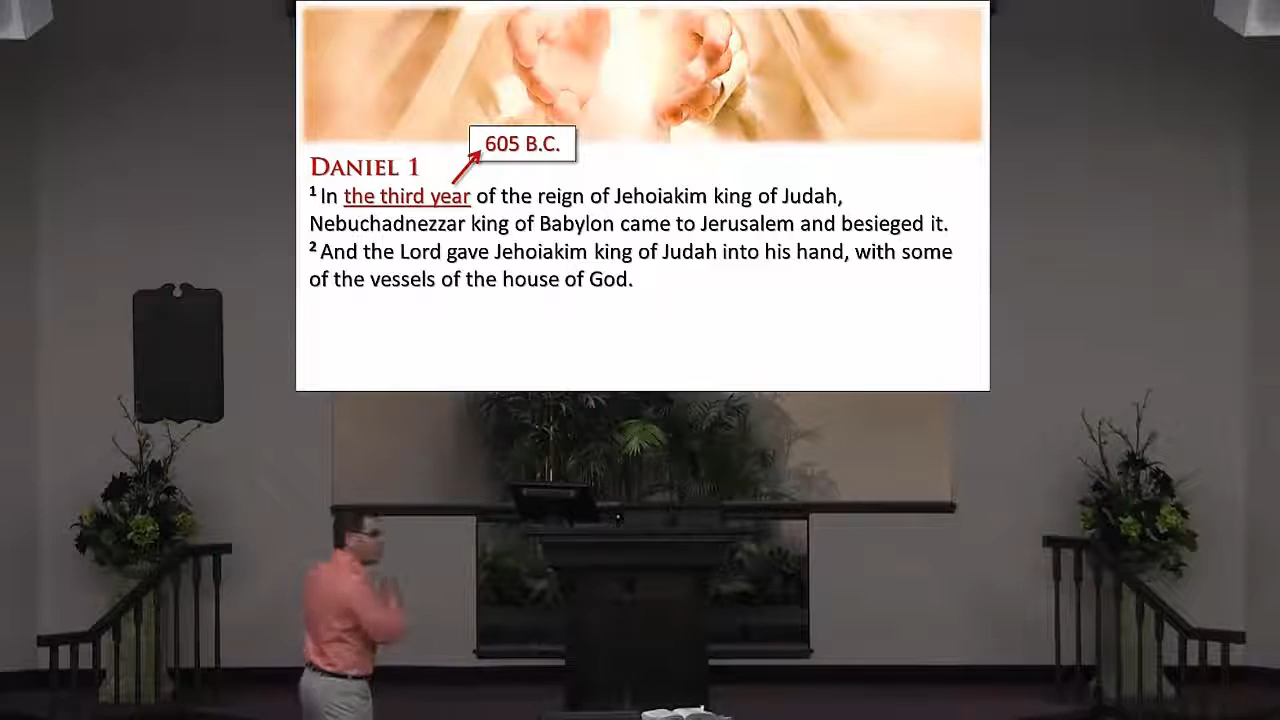 605 B.C.
DANIEL 1
1 In the third year of the reign of Jehoiakim king of Judah,
Nebuchadnezzar king of Babylon came to Jerusalem and besieged it.
2 And the Lord gave Jehoiakim king of Judah into his hand, with some
of the vessels of the house of God.